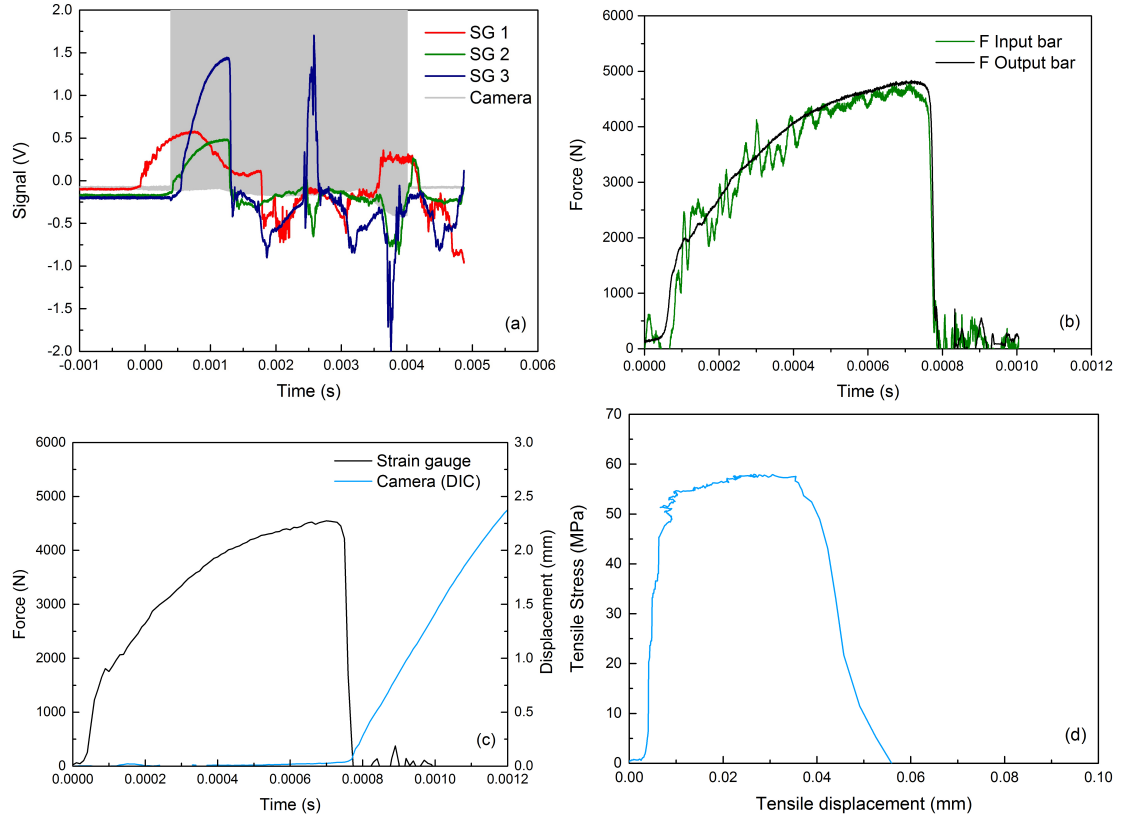 2.0
1.5
1.0
0.5
0.0
-0.5
-1.0
-1.5
-2.0
Signal (V)
SG 1
SG 2
SG 3
Camera
(a)
-0.001 0.000 0.001 0.002 0.003 0.004 0.005 0.006
Time (s)
6000
5000
4000
3000
2000
1000
0
Force (N)
F Input bar
F Output bar
(b)
0.0000 0.0002 0.0004 0.0006 0.0008 0.0010 0.0012
Time (s)
6000
5000
4000
3000
2000
1000
0
Force (N)
Strain gauge
Camera (DIC)
3.0
2.5
2.0
1.5
1.0
0.5
0.0
Displacement (mm)
(c)
0.0000 0.0002 0.0004 0.0006 0.0008 0.0010 0.0012
Time (s)
70
60
50
40
30
20
10
0
Tensile Stress (MPa)
(d)
0.00 0.02 0.04 0.06 0.08 0.10
Tensile displacement (mm)